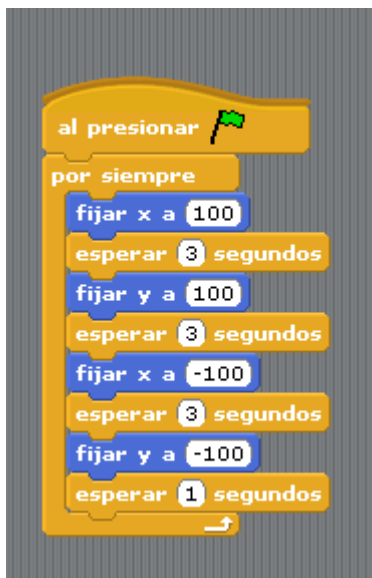 al presionar
por siempre
fijar x a 100
esperar 3 segundos
fijar y a 100
esperar 3 segundos
fijar x a -100
esperar 3 segundos
fijar y a -100
esperar 1 segundos